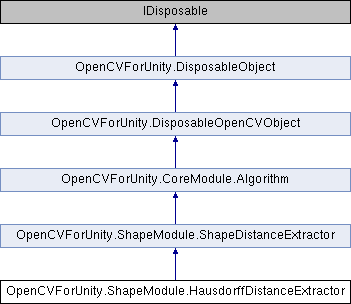 IDisposable
OpenCVForUnity.DisposableObject
OpenCVForUnity.DisposableOpenCVObject
OpenCVForUnity.CoreModule.Algorithm
OpenCVForUnity.ShapeModule.ShapeDistanceExtractor
OpenCVForUnity.ShapeModule.HausdorffDistanceExtractor